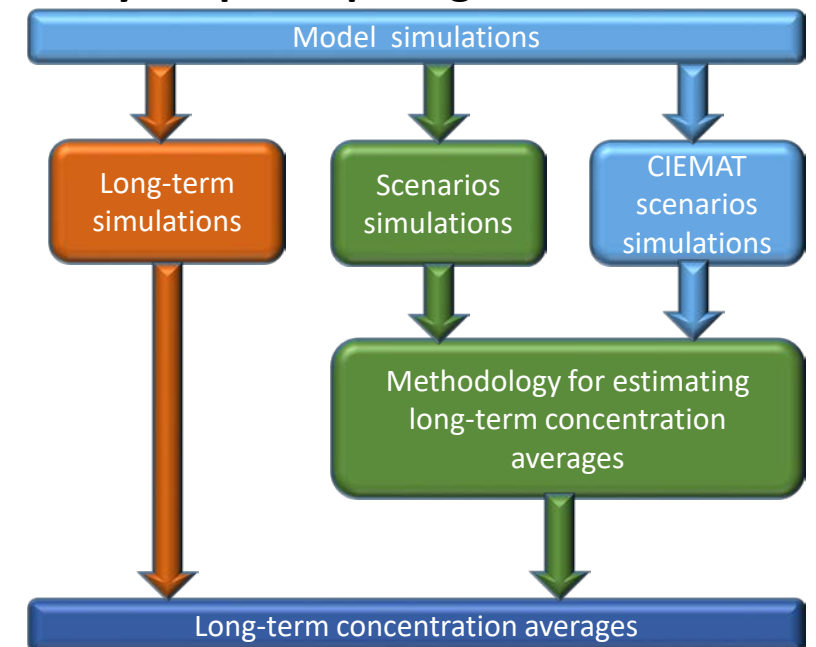 Model simulations
Long-term
simulations
Scenarios
simulations
CIEMAT
scenarios
simulations
Methodology for estimating
long-term concentration
averages
Long-term concentration averages